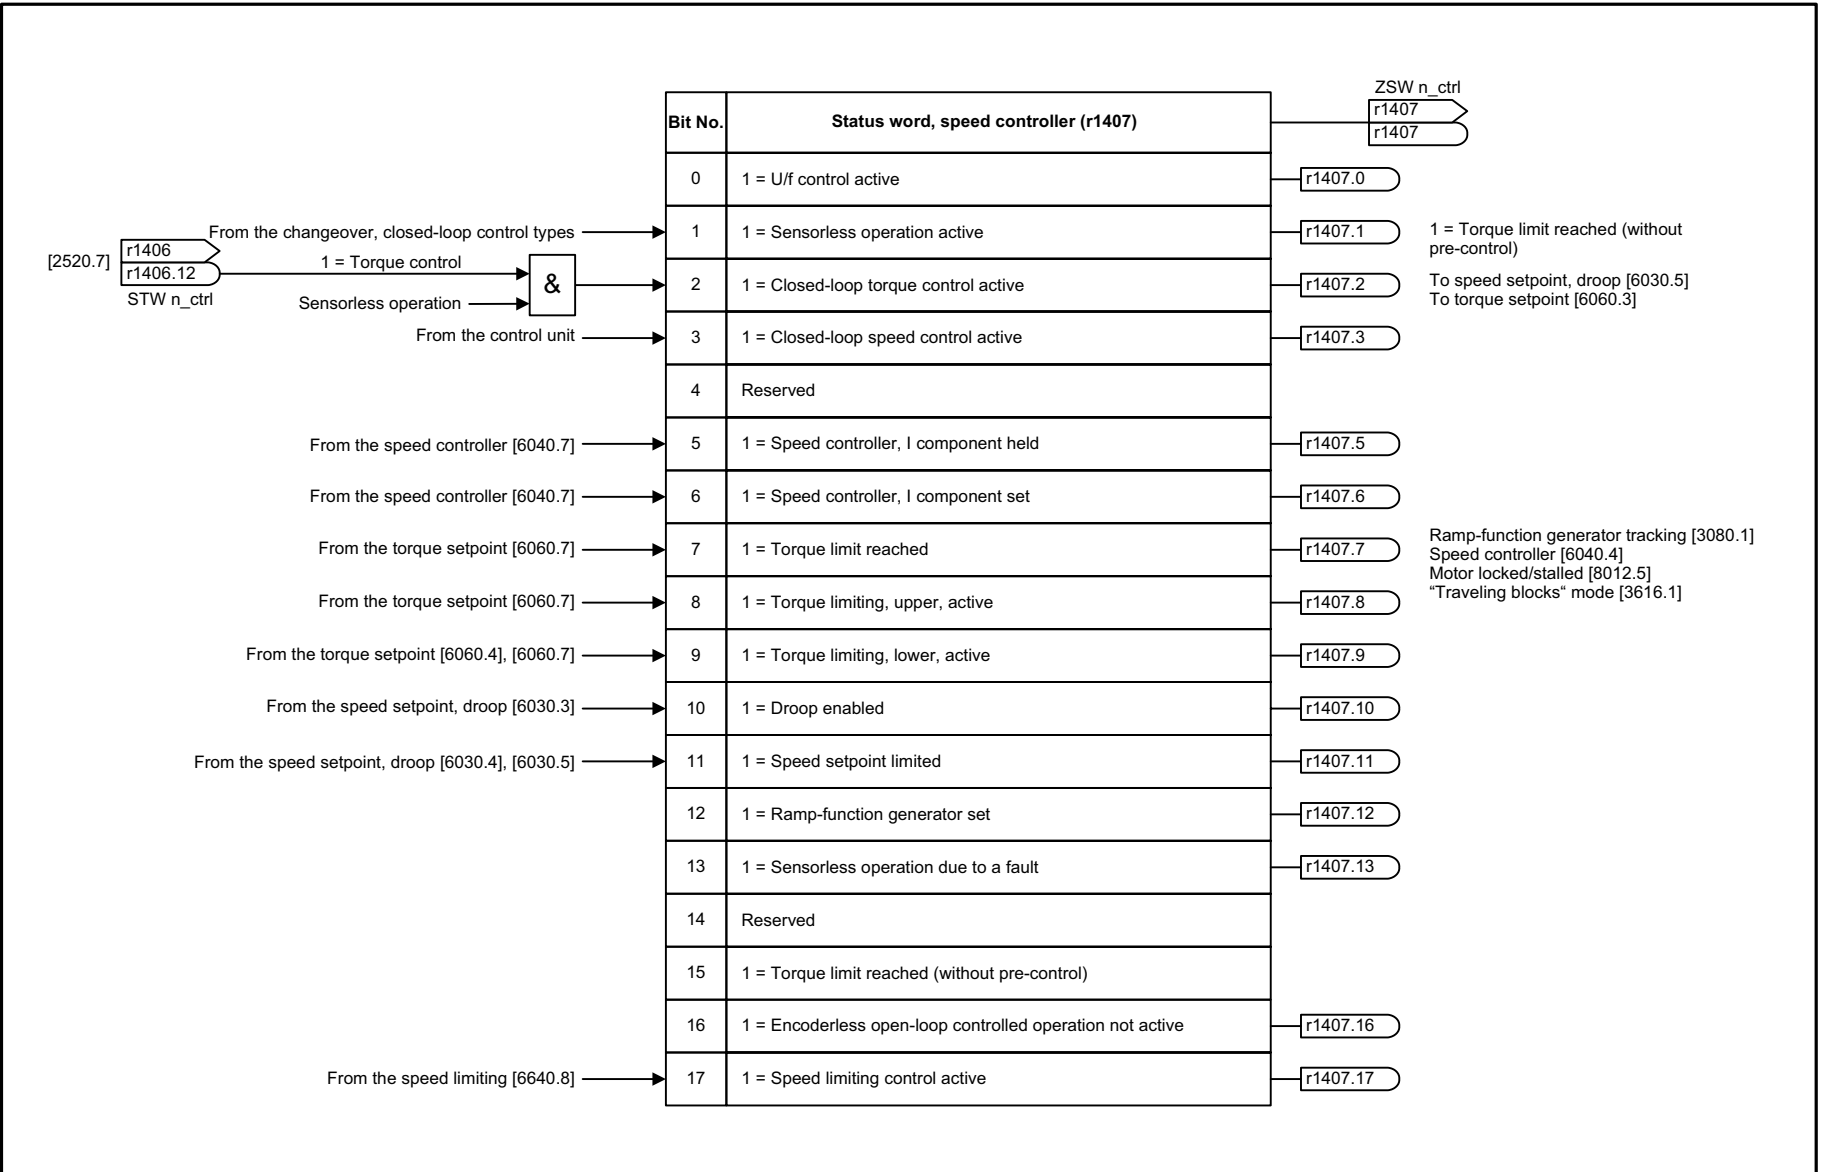 ZSW n_ctrl
r1407
r1407
Bit No.
Status word, speed controller (r1407)
0
1 = U/f control active
r1407.0
From the changeover, closed-loop control types
1
1 = Sensorless operation active
r1407.1
1 = Torque limit reached (without
pre-control)
[2520.7]
r1406
r1406.12
STW n_ctrl
1 = Torque control
Sensorless operation
&
2
1 = Closed-loop torque control active
r1407.2
To speed setpoint, droop [6030.5]
To torque setpoint [6060.3]
From the control unit
3
1 = Closed-loop speed control active
r1407.3
4
Reserved
From the speed controller [6040.7]
5
1 = Speed controller, I component held
r1407.5
From the speed controller [6040.7]
6
1 = Speed controller, I component set
r1407.6
From the torque setpoint [6060.7]
7
1 = Torque limit reached
r1407.7
Ramp-function generator tracking [3080.1]
Speed controller [6040.4]
Motor locked/stalled [8012.5]
“Traveling blocks“ mode [3616.1]
From the torque setpoint [6060.7]
8
1 = Torque limiting, upper, active
r1407.8
From the torque setpoint [6060.4], [6060.7]
9
1 = Torque limiting, lower, active
r1407.9
From the speed setpoint, droop [6030.3]
10
1 = Droop enabled
r1407.10
From the speed setpoint, droop [6030.4], [6030.5]
11
1 = Speed setpoint limited
r1407.11
12
1 = Ramp-function generator set
r1407.12
13
1 = Sensorless operation due to a fault
r1407.13
14
Reserved
15
1 = Torque limit reached (without pre-control)
16
1 = Encoderless open-loop controlled operation not active
r1407.16
From the speed limiting [6640.8]
17
1 = Speed limiting control active
r1407.17